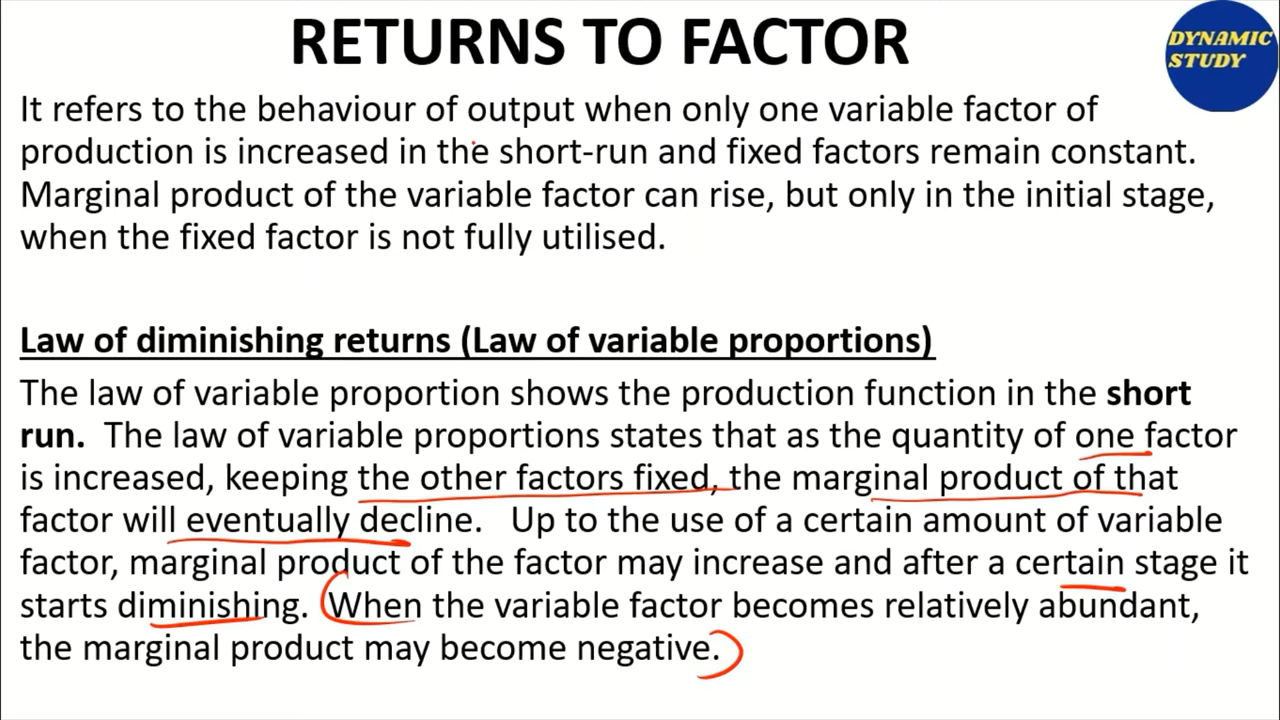 RETURNS TO FACTOR
DYNAMIC
STUDY
It refers to the behaviour of output when only one variable factor of
production is increased in the short-run and fixed factors remain constant.
Marginal product of the variable factor can rise, but only in the initial stage,
when the fixed factor is not fully utilised.
Law of diminishing returns (Law of variable proportions)
The law of variable proportion shows the production function in the short
run. The law of variable proportions states that as the quantity of one factor
is increased, keeping the other factors fixed, the marginal product of that
factor will eventually decline. Up to the use of a certain amount of variable
factor, marginal product of the factor may increase and after a certain stage it
starts diminishing. When the variable factor becomes relatively abundant,
the marginal product may become negative.